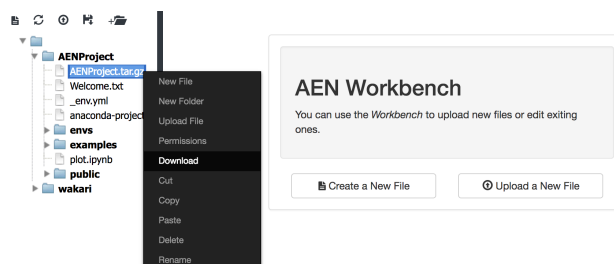 AENProject
AENProject.tar.gz
Welcome.txt
_env.yml
anaconda-project
envs
examples
plot.ipynb
public
wakari
New File
New Folder
Upload File
Permissions
Download
Cut
Copy
Paste
Delete
Rename
AEN Workbench
You can use the Workbench to upload new files or edit exiting
ones.
Create a New File
Upload a New File